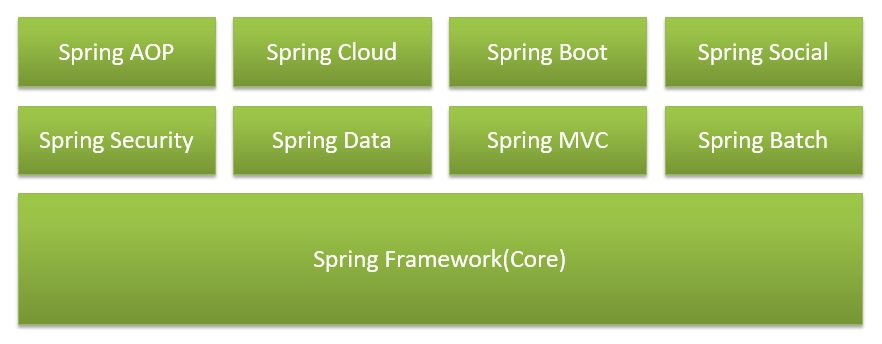 Spring AOP
Spring Cloud
Spring Boot
Spring Social
Spring Security
Spring Data
Spring MVC
Spring Batch
Spring Framework(Core)